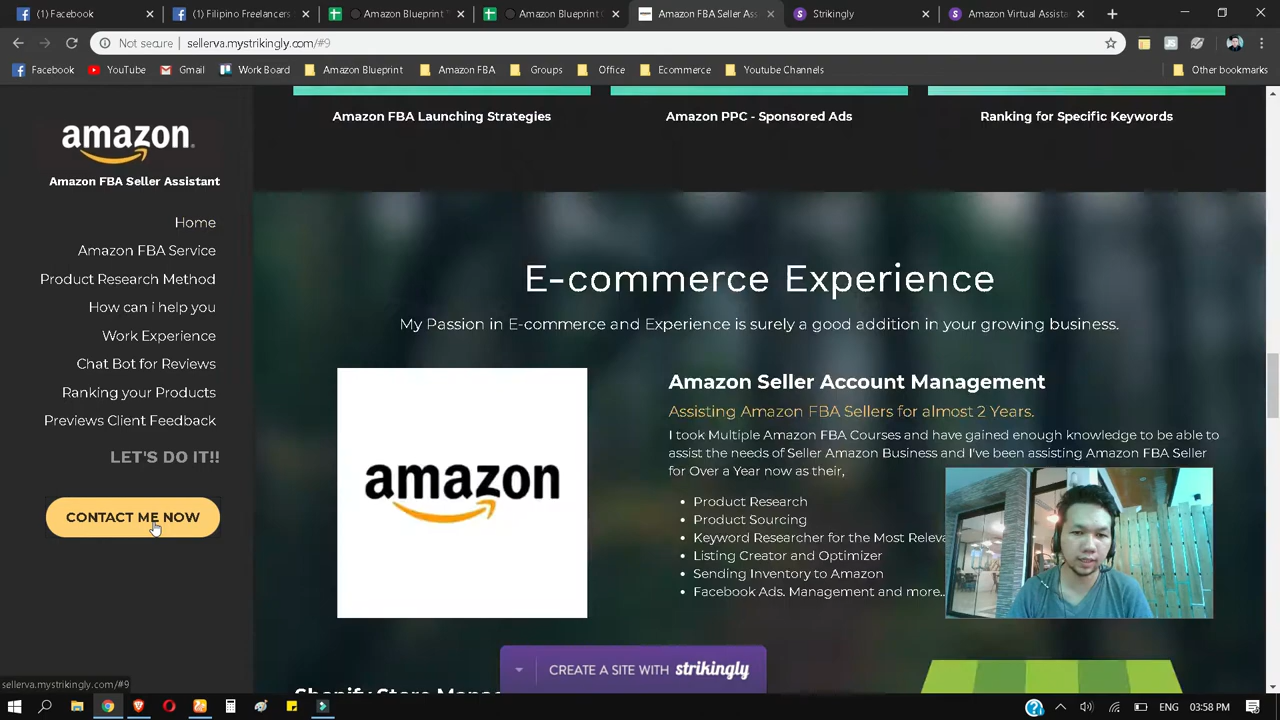 (1) Facebook
(1) Filipino Freelancers
Amazon Blueprint
Amazon Blueprint
Amazon FBA Seller Ass
Strikingly
Amazon Virtual Assista
Not secure | sellerva.mystrikingly.com/#9
Facebook
YouTube
Gmail
Work Board
Amazon Blueprint
Amazon FBA
Groups
Office
Ecommerce
Youtube Channels
Other bookmarks
amazon
Amazon FBA Seller Assistant
Home
Amazon FBA Service
Product Research Method
How can i help you
Work Experience
Chat Bot for Reviews
Ranking your Products
Previews Client Feedback
LET'S DO IT!!
CONTACT ME NOW
Amazon FBA Launching Strategies
Amazon PPC - Sponsored Ads
Ranking for Specific Keywords
E-commerce Experience
My Passion in E-commerce and Experience is surely a good addition in your growing business.
amazon
Amazon Seller Account Management
Assisting Amazon FBA Sellers for almost 2 Years.
I took Multiple Amazon FBA Courses and have gained enough knowledge to be able to
assist the needs of Seller Amazon Business and I've been assisting Amazon FBA Seller
for Over a Year now as their,
• Product Research
• Product Sourcing
• Keyword Researcher for the Most Releva
• Listing Creator and Optimizer
• Sending Inventory to Amazon
• Facebook Ads. Management and more..
CREATE A SITE WITH strikingly
sellerva.mystrikingly.com/#9
ENG
03:58 PM